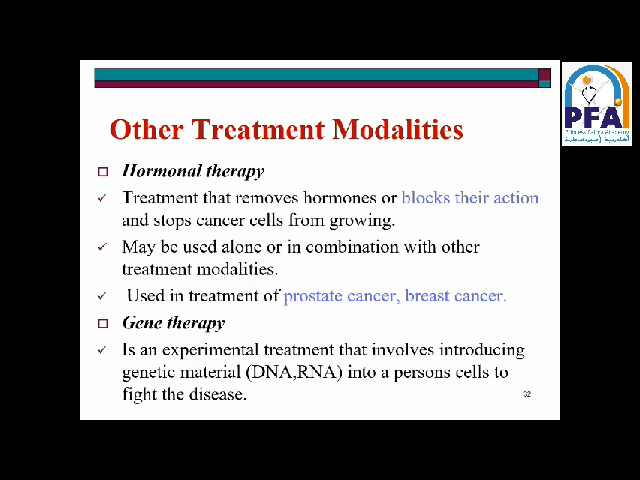 Other Treatment Modalities
PFA
Hormonal therapy
Treatment that removes hormones or blocks their action
and stops cancer cells from growing.
May be used alone or in combination with other
treatment modalities.
Used in treatment of prostate cancer, breast cancer.
Gene therapy
Is an experimental treatment that involves introducing
genetic material (DNA,RNA) into a persons cells to
fight the disease.
32